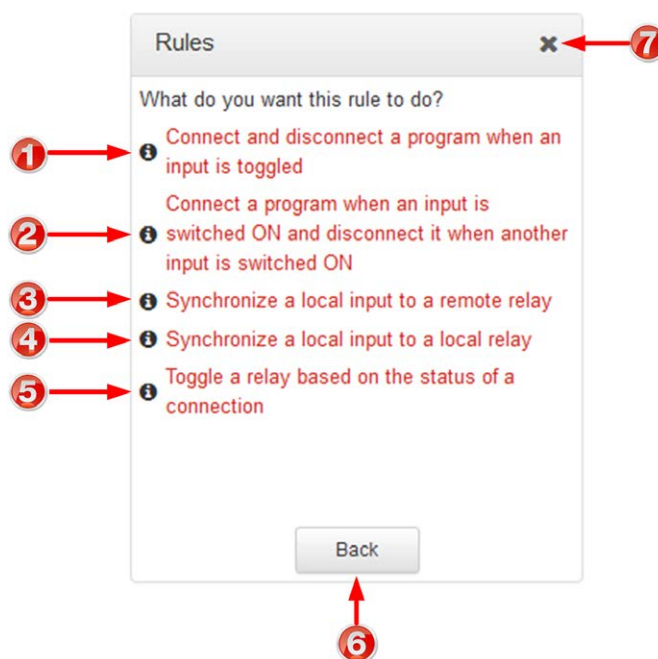 Rules
7
What do you want this rule to do?
1
Connect and disconnect a program when an
input is toggled
Connect a program when an input is
2
switched ON and disconnect it when another
input is switched ON
3
Synchronize a local input to a remote relay
4
Synchronize a local input to a local relay
5
Toggle a relay based on the status of a
connection
Back
6